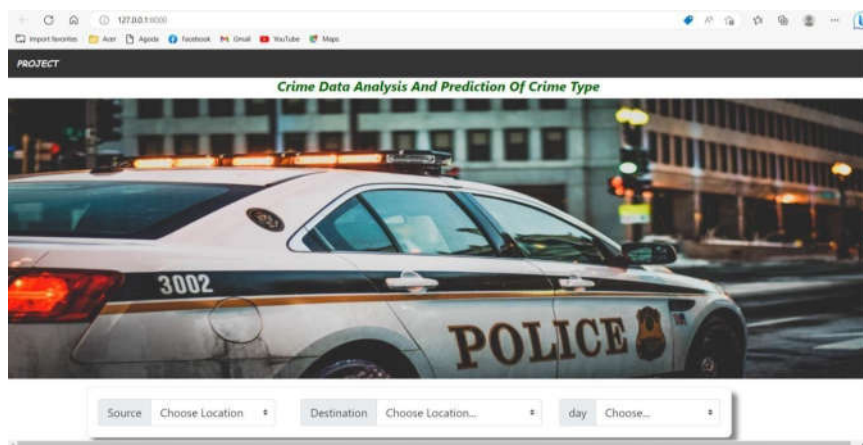 127.0.0.1:8000
Import favorites Acer Agoda Facebook Gmail YouTube Maps
PROJECT
Crime Data Analysis And Prediction Of Crime Type
3002
POLICE
Source Choose Location Destination Choose Location... day Choose...